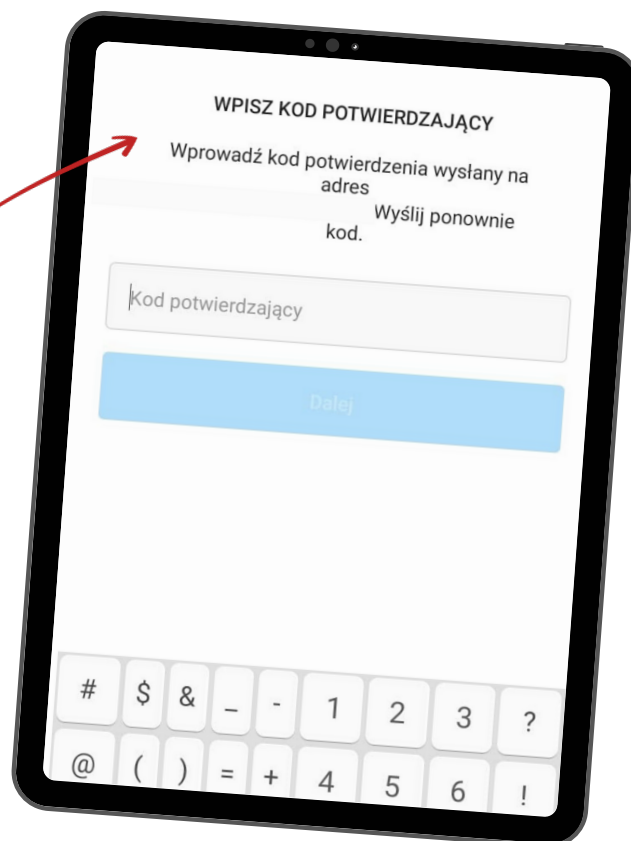 WPISZ KOD POTWIERDZAJĄCY
Wprowadź kod potwierdzenia wysłany na
adres
Wyślij ponownie
kod.
Kod potwierdzający
Dalej
# $ & _ - 1 2 3 ?
@ ( ) = + 4 5 6 !